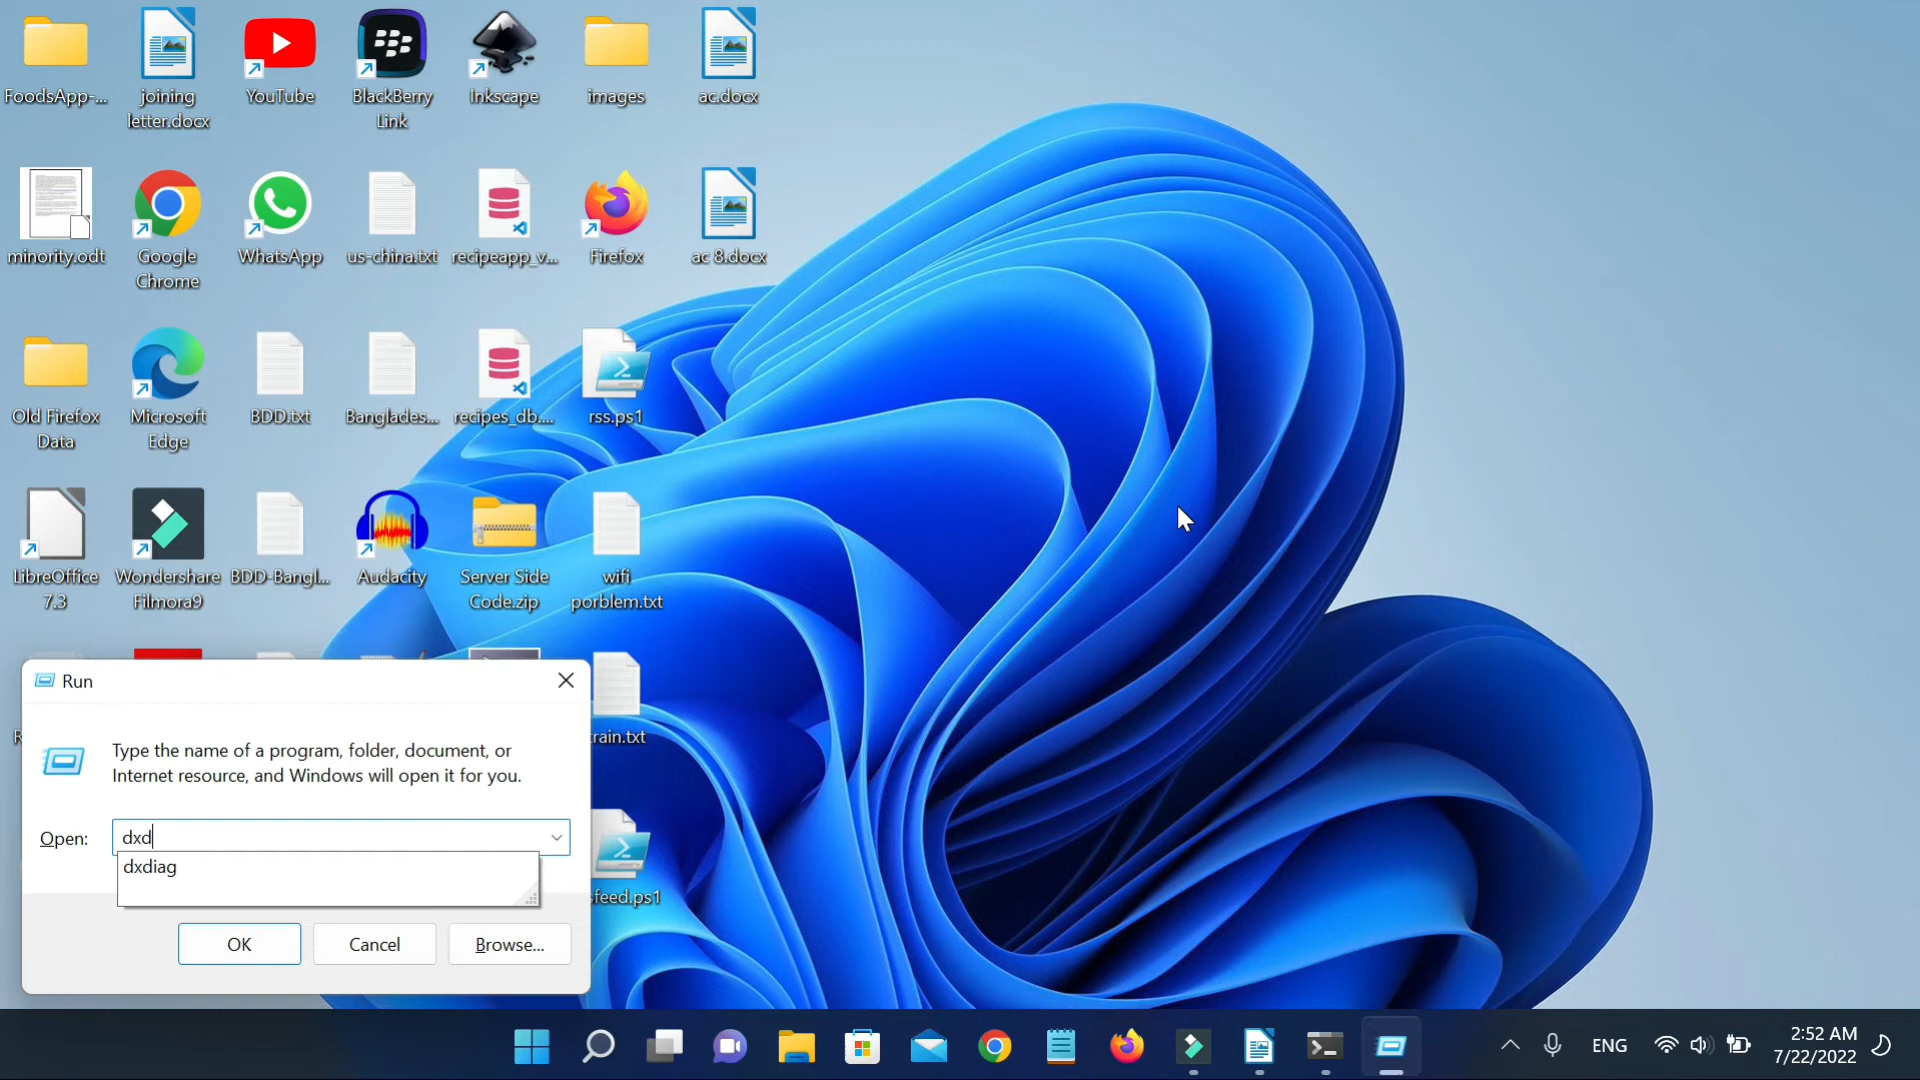 FoodsApp-...
joining
letter.docx
YouTube
BlackBerry
Link
Inkscape
images
ac.docx
minority.odt
Google
Chrome
WhatsApp
us-china.txt
recipeapp_v...
Firefox
ac 8.docx
Old Firefox
Data
Microsoft
Edge
BDD.txt
Banglades...
recipes_db....
rss.ps1
LibreOffice
7.3
Wondershare
Filmora9
BDD-Bangl...
Audacity
Server Side
Code.zip
wifi
porblem.txt
train.txt
sfeed.ps1
Run
Type the name of a program, folder, document, or
Internet resource, and Windows will open it for you.
Open:
dxd
dxdiag
OK
Cancel
Browse...
ENG
2:52 AM
7/22/2022